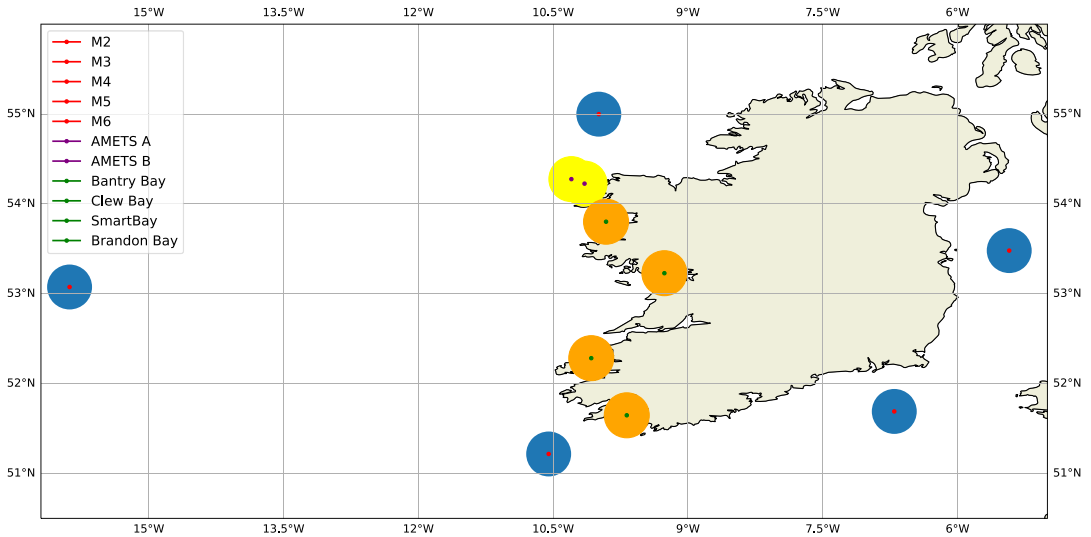 15°W 13.5°W 12°W 10.5°W 9°W 7.5°W 6°W
M2
M3
M4
M5
M6
AMETS A
AMETS B
Bantry Bay
Clew Bay
SmartBay
Brandon Bay
55°N 55°N
54°N 54°N
53°N 53°N
52°N 52°N
51°N 51°N
15°W 13.5°W 12°W 10.5°W 9°W 7.5°W 6°W